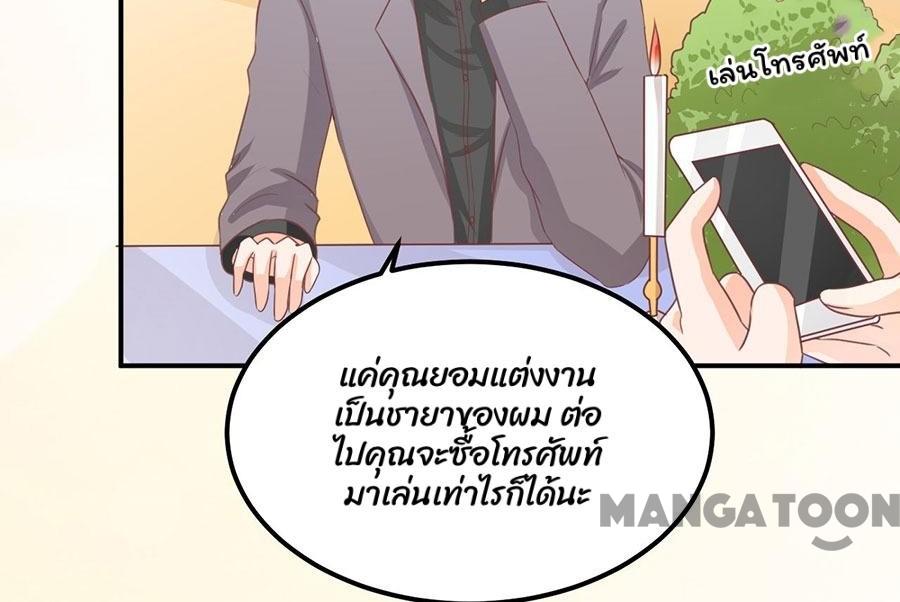 เล่นโทรศัพท์
แค่คุณยอมแต่งงาน
เป็นชายาของผม ต่อ
ไปคุณจะซื้อโทรศัพท์
มาเล่นเท่าไรก็ได้นะ
MANGATOON